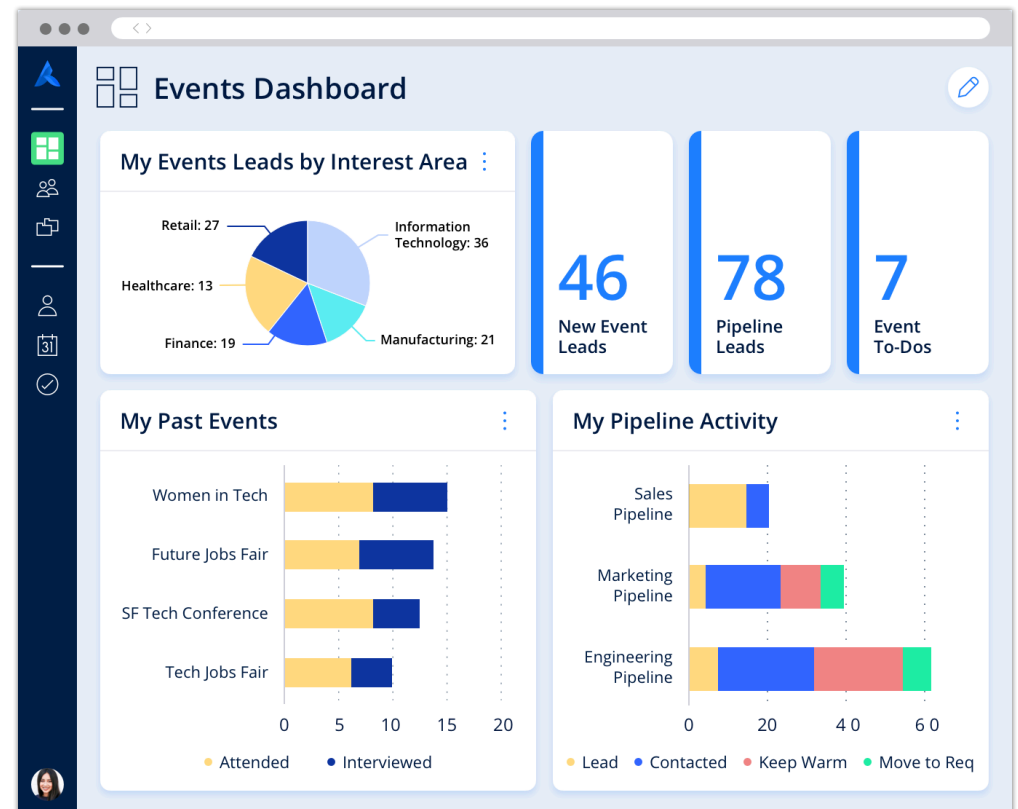 Events Dashboard
My Events Leads by Interest Area
Retail: 27
Information
Technology: 36
Healthcare: 13
Finance: 19
Manufacturing: 21
46
New Event
Leads
78
Pipeline
Leads
7
Event
To-Dos
31
My Past Events
Women in Tech
Future Jobs Fair
SF Tech Conference
Tech Jobs Fair
0 5 10 15 20
Attended Interviewed
My Pipeline Activity
Sales
Pipeline
Marketing
Pipeline
Engineering
Pipeline
0 20 4 0 6 0
Lead Contacted Keep Warm Move to Req